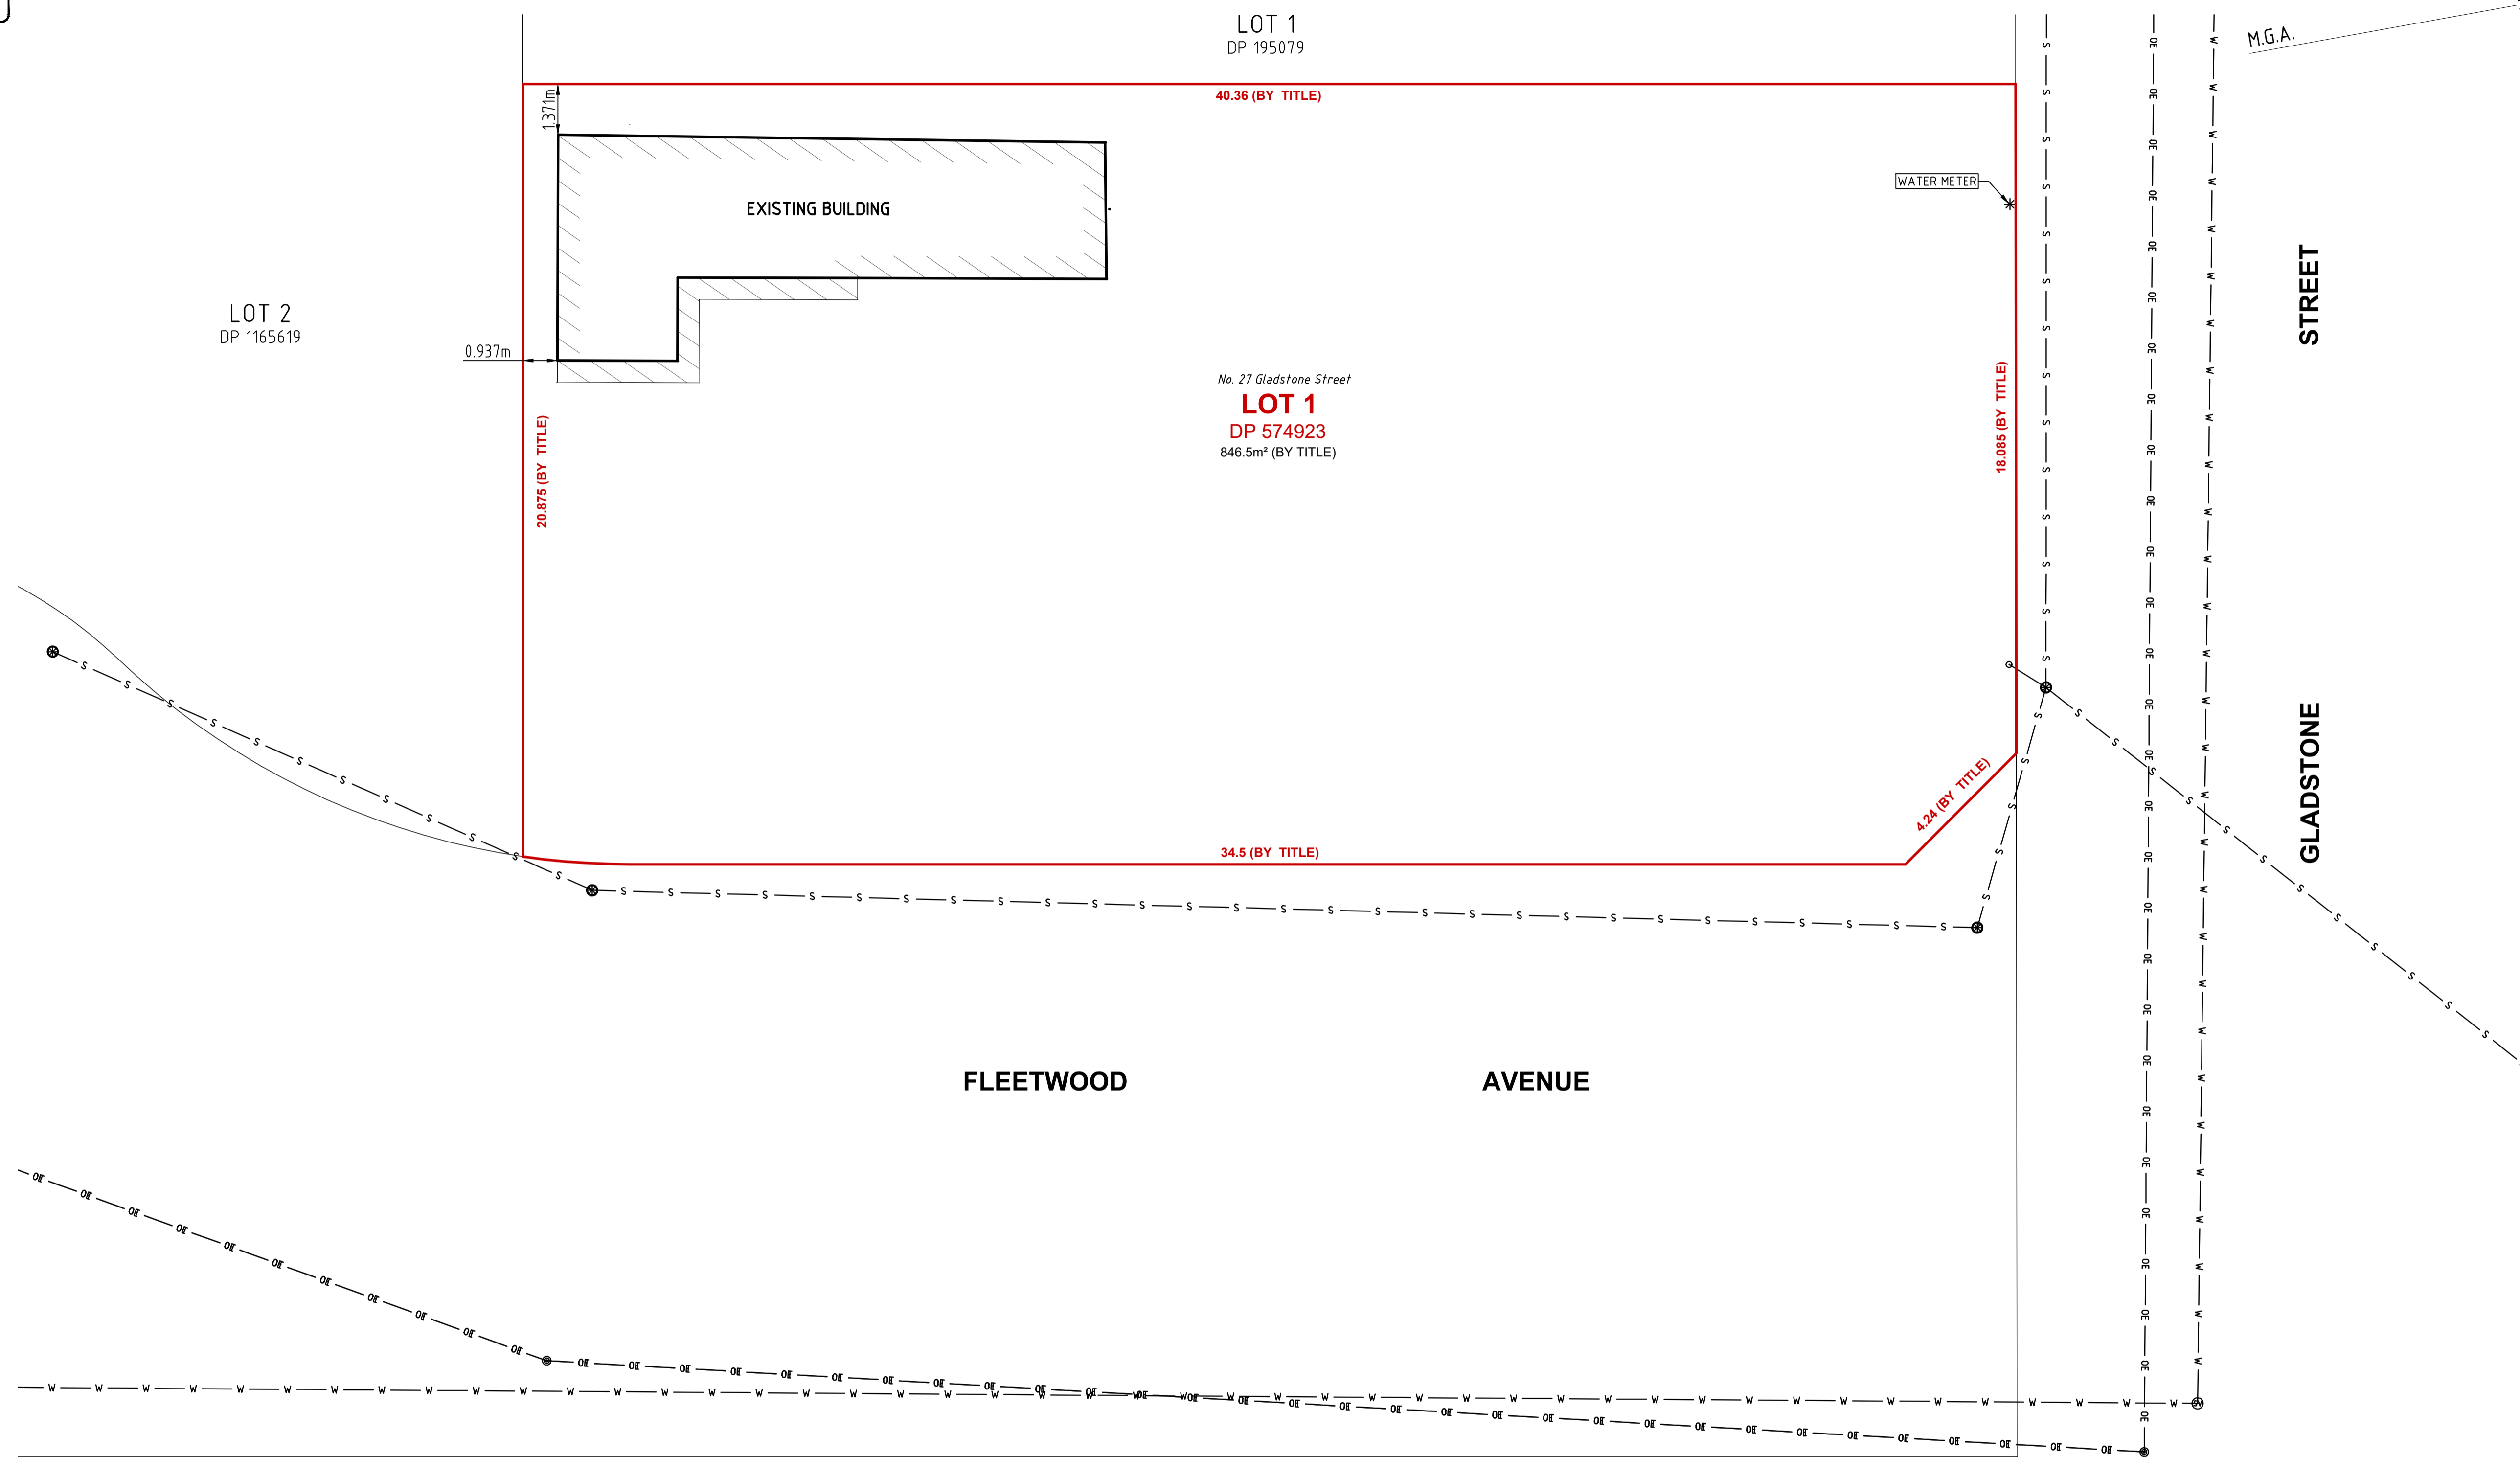 LOT 1
DP 195079
M.G.A.
40.36 (BY TITLE)
1.371m
EXISTING BUILDING
WATER METER
STREET
LOT 2
DP 1165619
0.937m
No. 27 Gladstone Street
LOT 1
DP 574923
846.5m² (BY TITLE)
20.875 (BY TITLE)
18.085 (BY TITLE)
GLADSTONE
4.24 (BY TITLE)
34.5 (BY TITLE)
FLEETWOOD AVENUE
S
OE
W